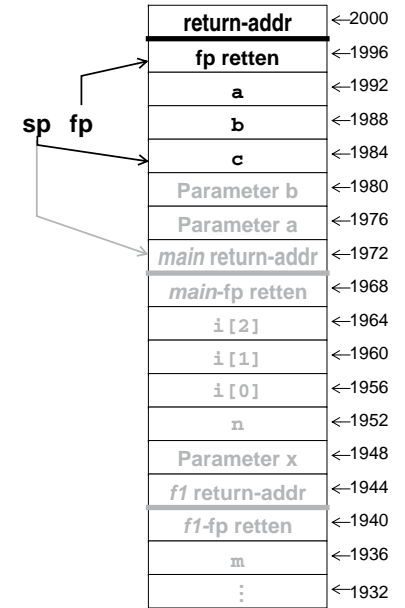 return-addr ←2000
fp retten ←1996
a ←1992
b ←1988
sp fp
c ←1984
Parameter b ←1980
Parameter a ←1976
main return-addr ←1972
main-fp retten ←1968
i[2] ←1964
i[1] ←1960
i[0] ←1956
n ←1952
Parameter x ←1948
f1 return-addr ←1944
f1-fp retten ←1940
m ←1936
⋮ ←1932